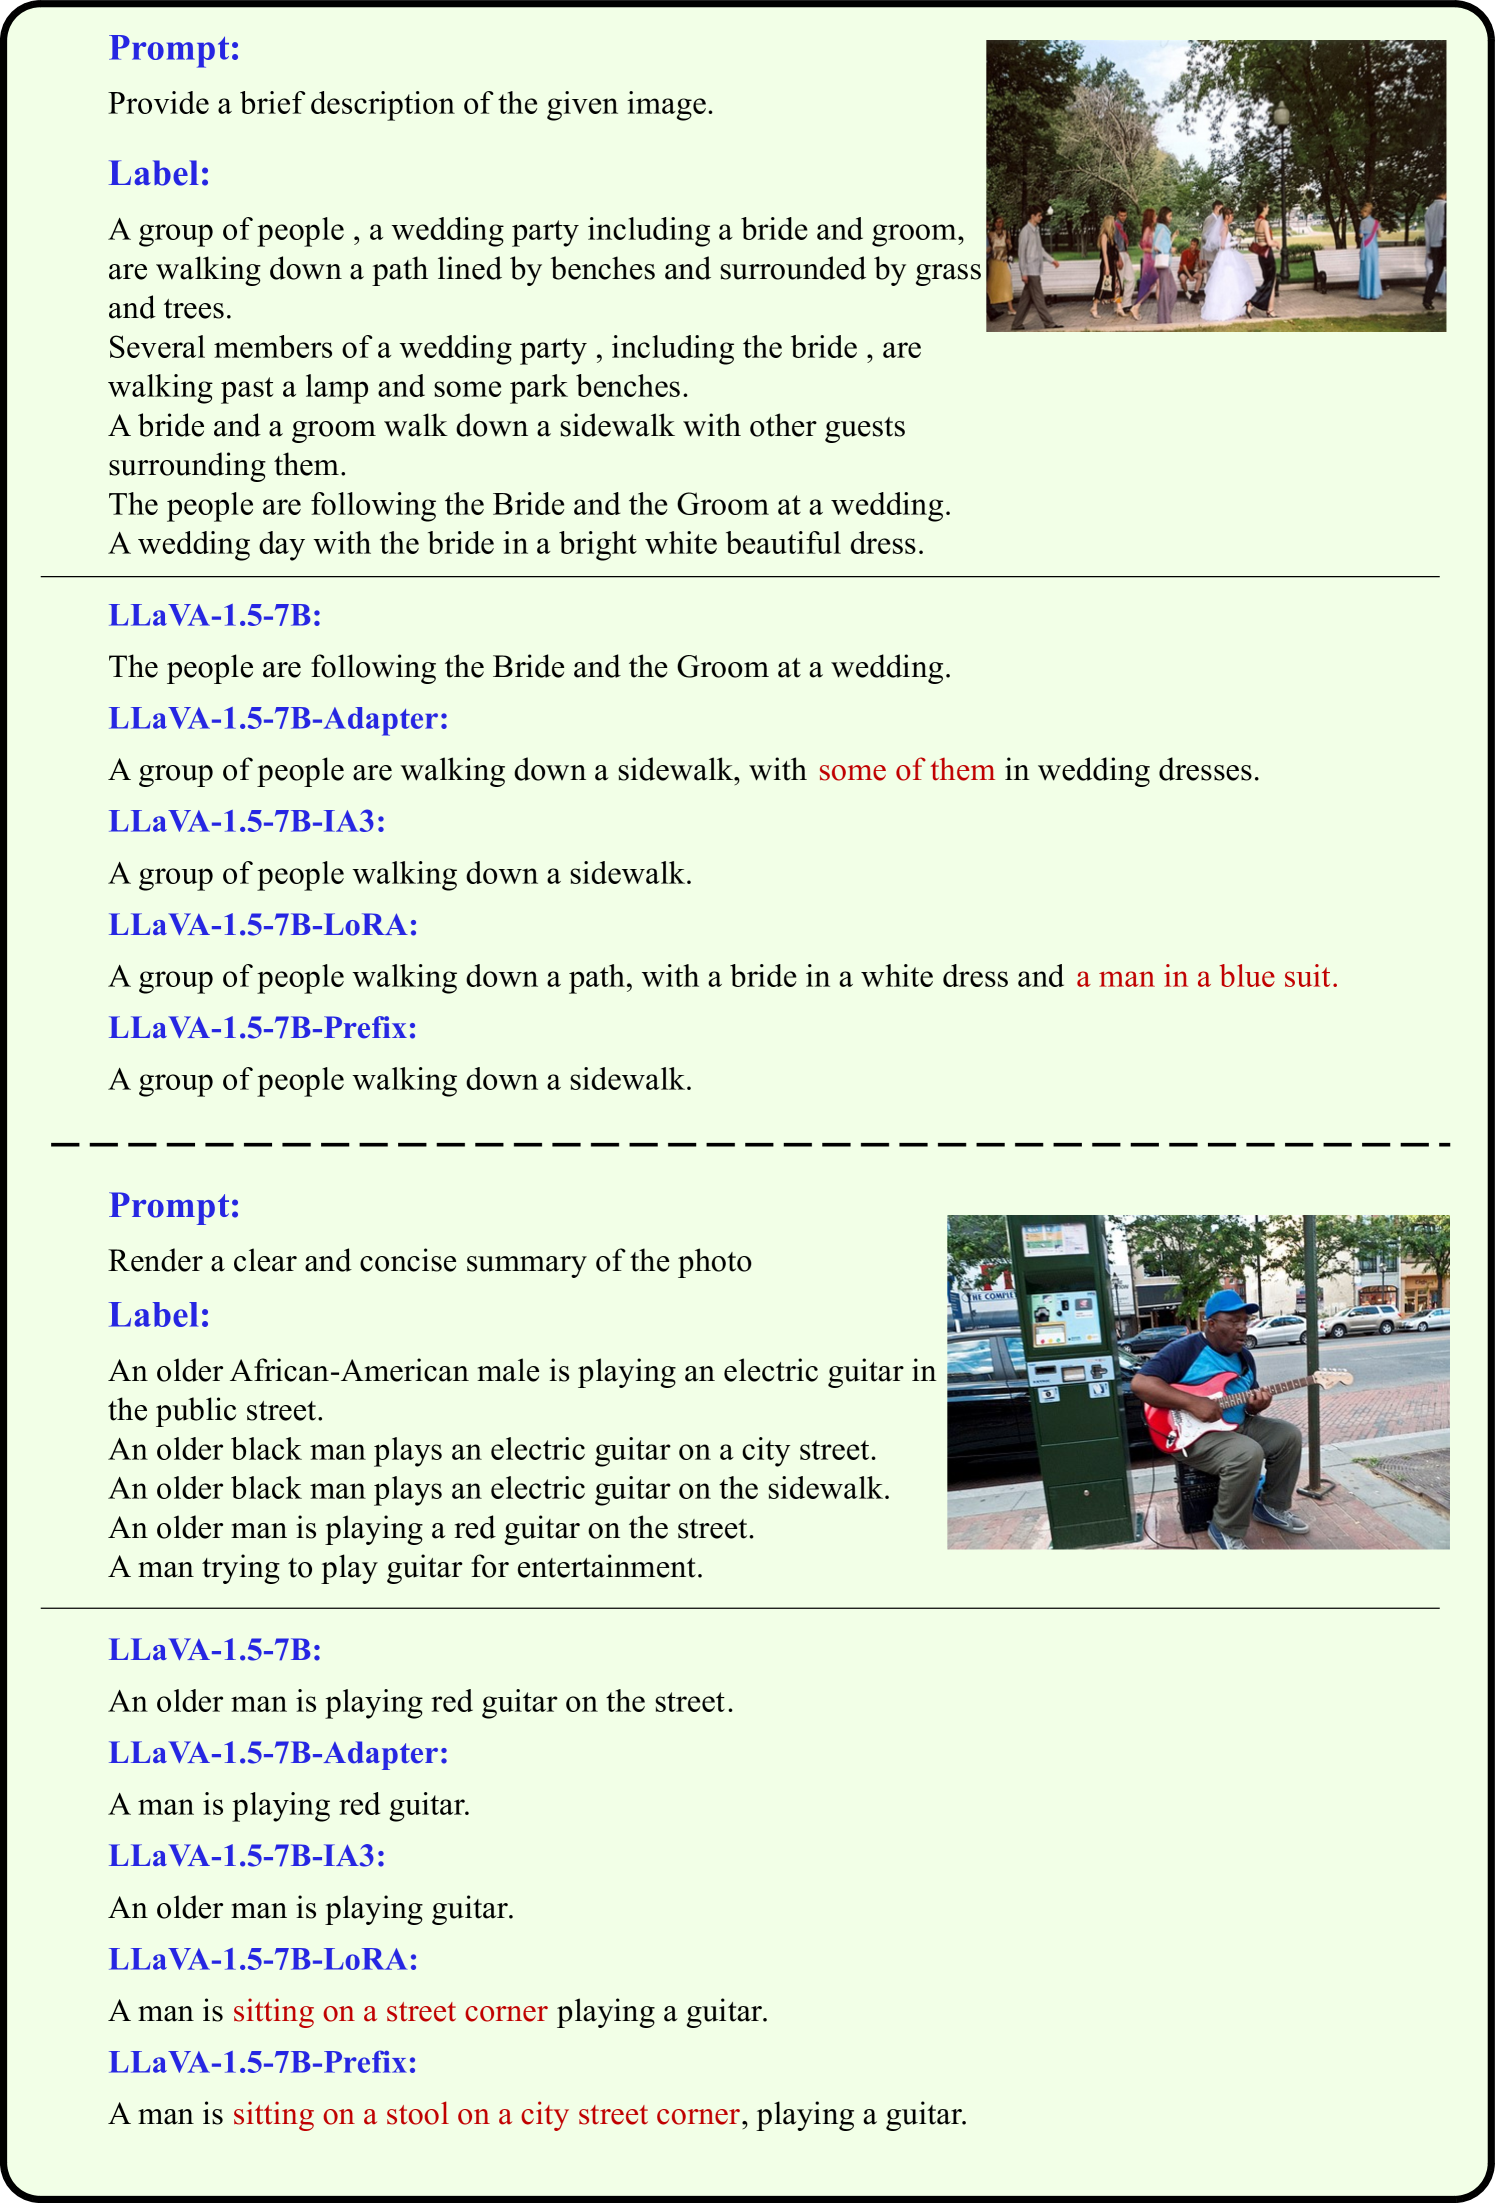 Prompt:
Provide a brief description of the given image.
Label:
A group of people , a wedding party including a bride and groom,
are walking down a path lined by benches and surrounded by grass
and trees.
Several members of a wedding party , including the bride , are
walking past a lamp and some park benches.
A bride and a groom walk down a sidewalk with other guests
surrounding them.
The people are following the Bride and the Groom at a wedding.
A wedding day with the bride in a bright white beautiful dress.
LLaVA-1.5-7B:
The people are following the Bride and the Groom at a wedding.
LLaVA-1.5-7B-Adapter:
A group of people are walking down a sidewalk, with some of them in wedding dresses.
LLaVA-1.5-7B-IA3:
A group of people walking down a sidewalk.
LLaVA-1.5-7B-LoRA:
A group of people walking down a path, with a bride in a white dress and a man in a blue suit.
LLaVA-1.5-7B-Prefix:
A group of people walking down a sidewalk.
Prompt:
Render a clear and concise summary of the photo
Label:
An older African-American male is playing an electric guitar in
the public street.
An older black man plays an electric guitar on a city street.
An older black man plays an electric guitar on the sidewalk.
An older man is playing a red guitar on the street.
A man trying to play guitar for entertainment.
THE COMPLE
LLaVA-1.5-7B:
An older man is playing red guitar on the street.
LLaVA-1.5-7B-Adapter:
A man is playing red guitar.
LLaVA-1.5-7B-IA3:
An older man is playing guitar.
LLaVA-1.5-7B-LoRA:
A man is sitting on a street corner playing a guitar.
LLaVA-1.5-7B-Prefix:
A man is sitting on a stool on a city street corner, playing a guitar.